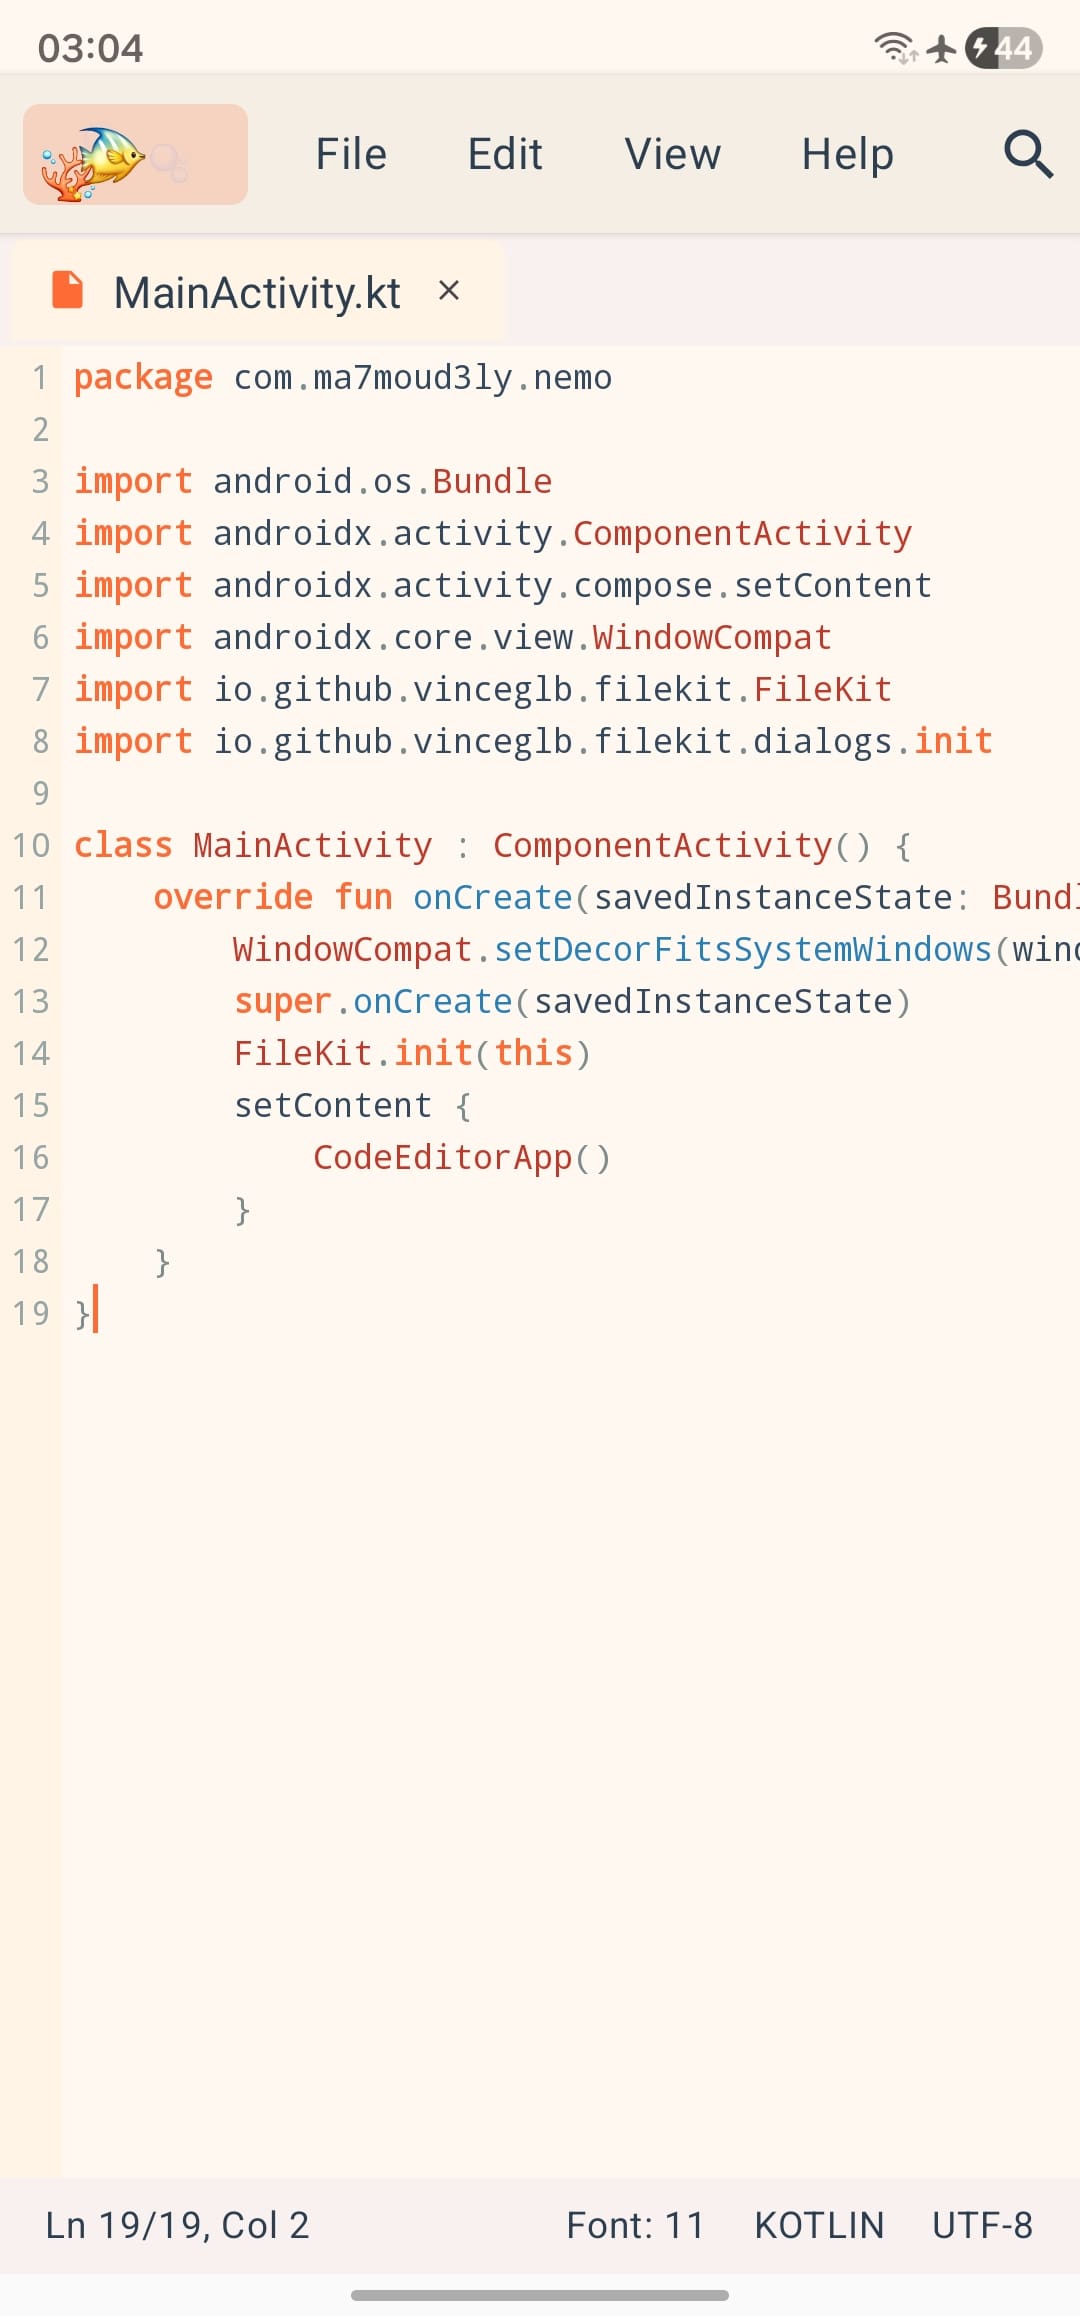 03:04
44
File Edit View Help
MainActivity.kt ×
1 package com.ma7moud3ly.nemo
2
3 import android.os.Bundle
4 import androidx.activity.ComponentActivity
5 import androidx.activity.compose.setContent
6 import androidx.core.view.WindowCompat
7 import io.github.vinceglb.filekit.FileKit
8 import io.github.vinceglb.filekit.dialogs.init
9
10 class MainActivity : ComponentActivity() {
11     override fun onCreate(savedInstanceState: Bundl
12         WindowCompat.setDecorFitsSystemWindows(wind
13         super.onCreate(savedInstanceState)
14         FileKit.init(this)
15         setContent {
16             CodeEditorApp()
17         }
18     }
19 }
Ln 19/19, Col 2 Font: 11 KOTLIN UTF-8